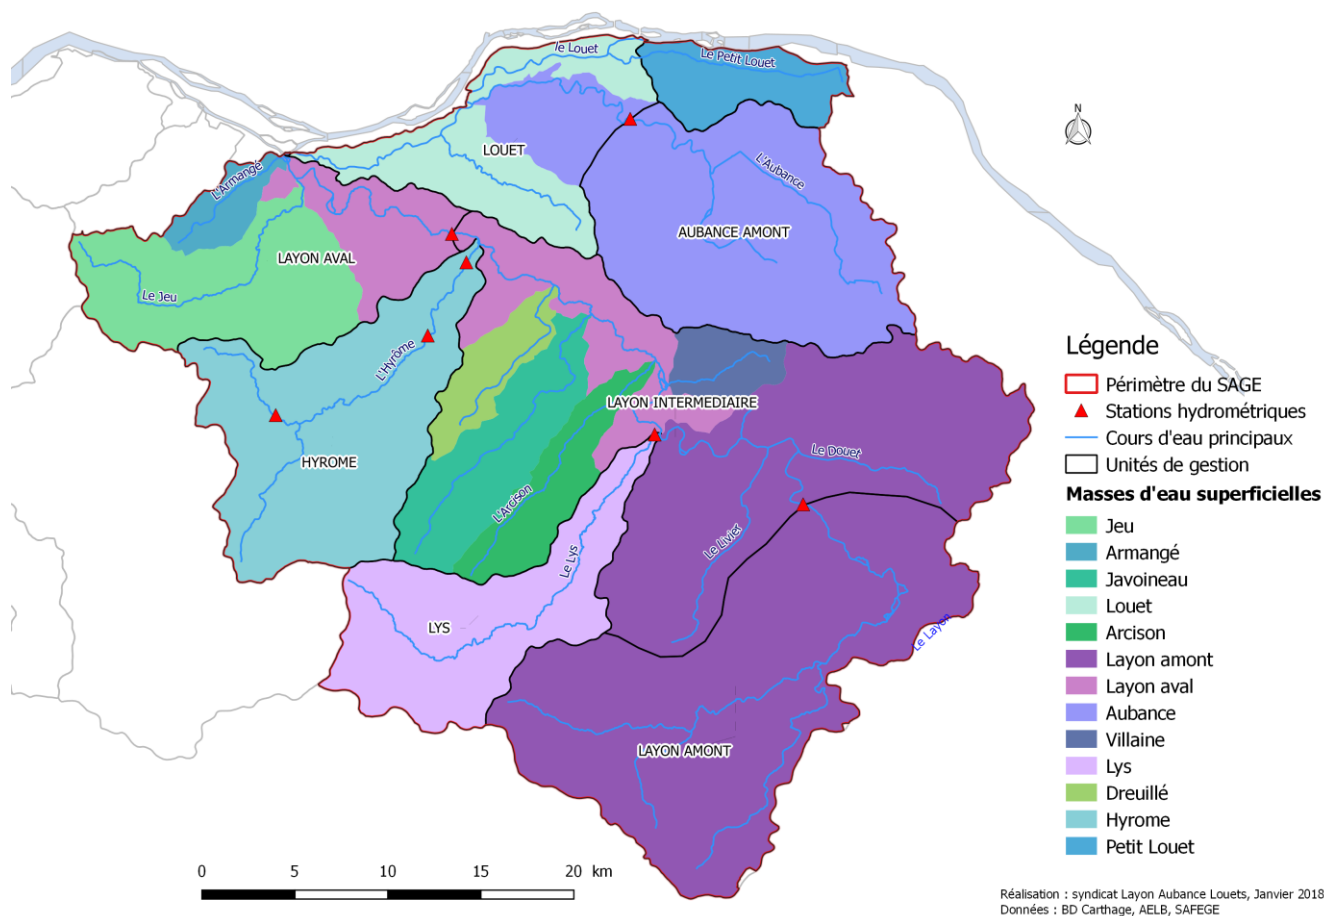 le Louet
Le Petit Louet
N
L'Armangé
LOUET
L'Aubance
AUBANCE AMONT
LAYON AVAL
Le Jeu
L'Hyrôme
LAYON INTERMEDIAIRE
HYROME
Le Douet
L'Arcison
Le Livier
Le Lys
LYS
Le Layon
LAYON AMONT
Légende
Périmètre du SAGE
Stations hydrométriques
Cours d'eau principaux
Unités de gestion
Masses d'eau superficielles
Jeu
Armangé
Javoineau
Louet
Arcison
Layon amont
Layon aval
Aubance
Villaine
Lys
Dreuillé
Hyrome
Petit Louet
0 5 10 15 20 km
Réalisation : syndicat Layon Aubance Louets, Janvier 2018
Données : BD Carthage, AELB, SAFEGE